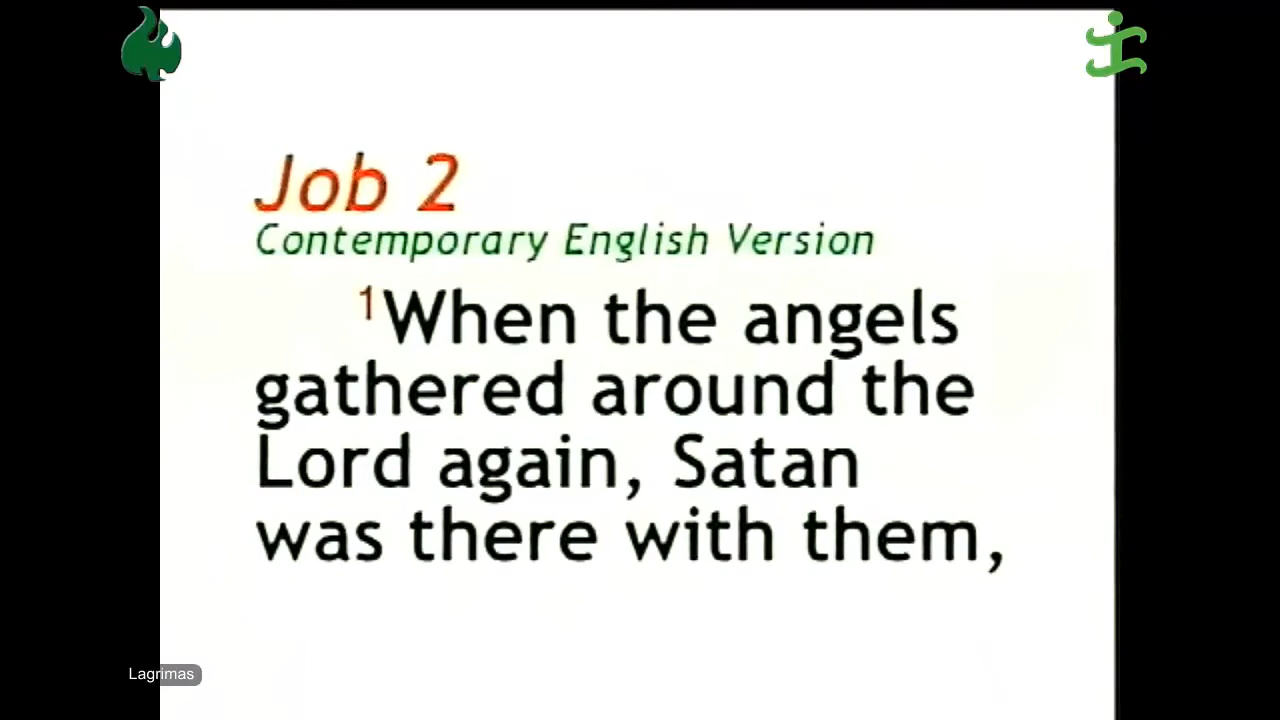 Job 2
Contemporary English Version
1When the angels
gathered around the
Lord again, Satan
was there with them,
Lagrimas